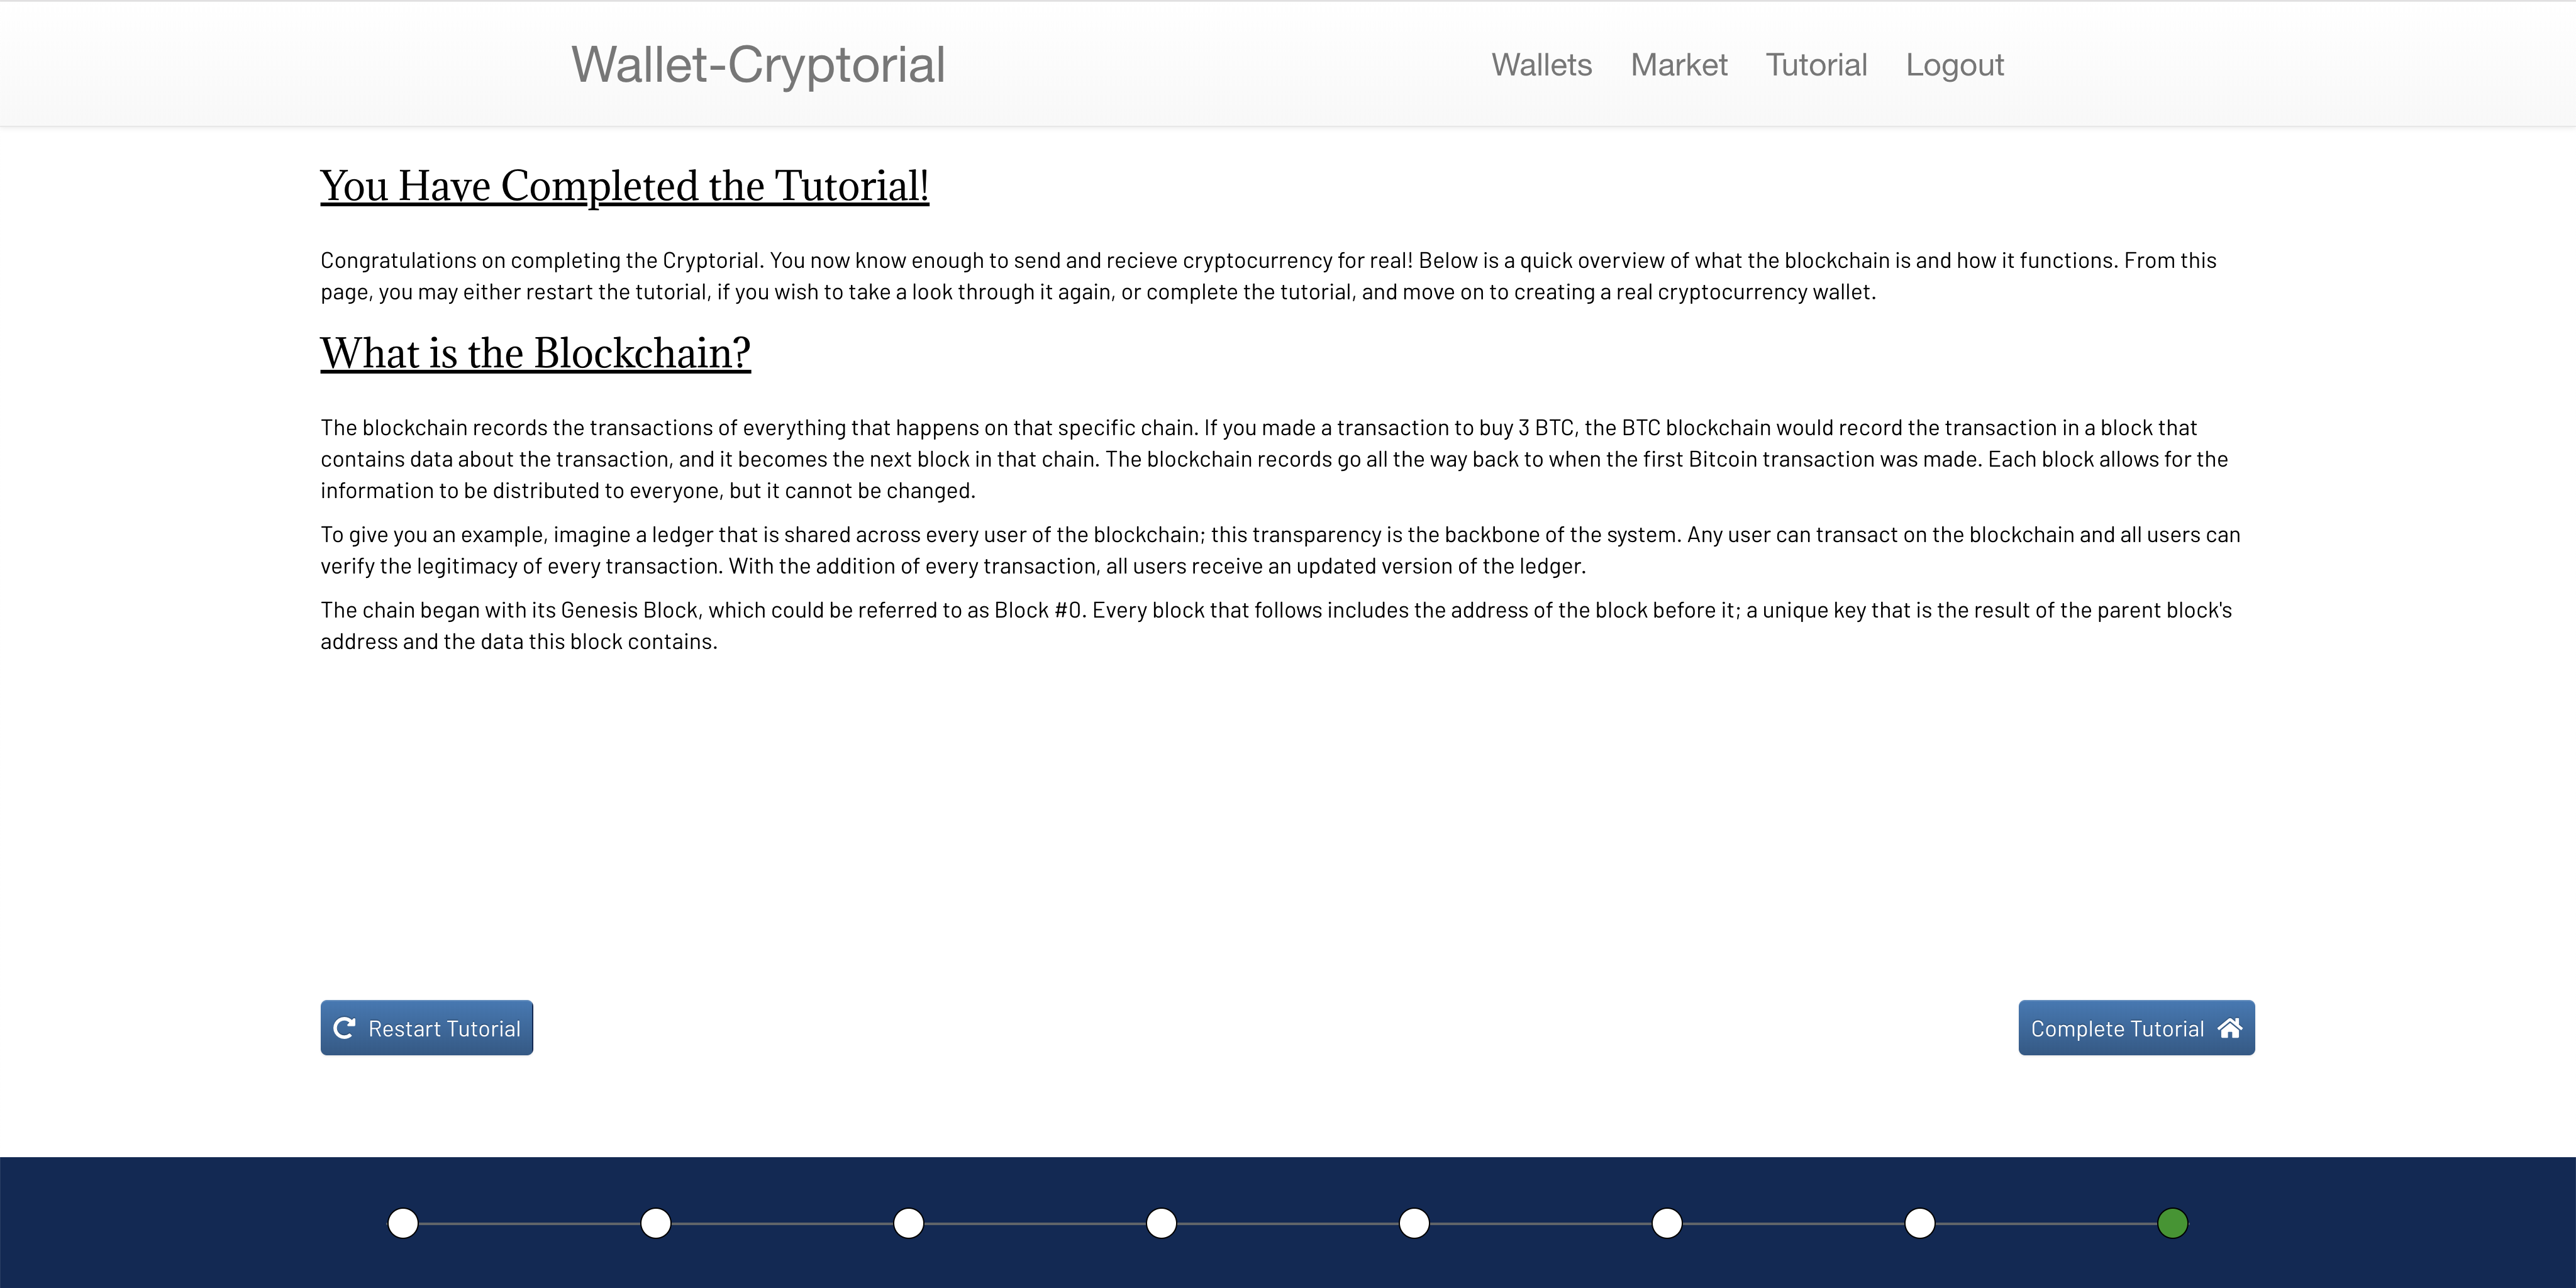 Wallet-Cryptorial
Wallets Market Tutorial Logout
You Have Completed the Tutorial!
Congratulations on completing the Cryptorial. You now know enough to send and recieve cryptocurrency for real! Below is a quick overview of what the blockchain is and how it functions. From this
page, you may either restart the tutorial, if you wish to take a look through it again, or complete the tutorial, and move on to creating a real cryptocurrency wallet.
What is the Blockchain?
The blockchain records the transactions of everything that happens on that specific chain. If you made a transaction to buy 3 BTC, the BTC blockchain would record the transaction in a block that
contains data about the transaction, and it becomes the next block in that chain. The blockchain records go all the way back to when the first Bitcoin transaction was made. Each block allows for the
information to be distributed to everyone, but it cannot be changed.
To give you an example, imagine a ledger that is shared across every user of the blockchain; this transparency is the backbone of the system. Any user can transact on the blockchain and all users can
verify the legitimacy of every transaction. With the addition of every transaction, all users receive an updated version of the ledger.
The chain began with its Genesis Block, which could be referred to as Block #0. Every block that follows includes the address of the block before it; a unique key that is the result of the parent block's
address and the data this block contains.
Restart Tutorial
Complete Tutorial